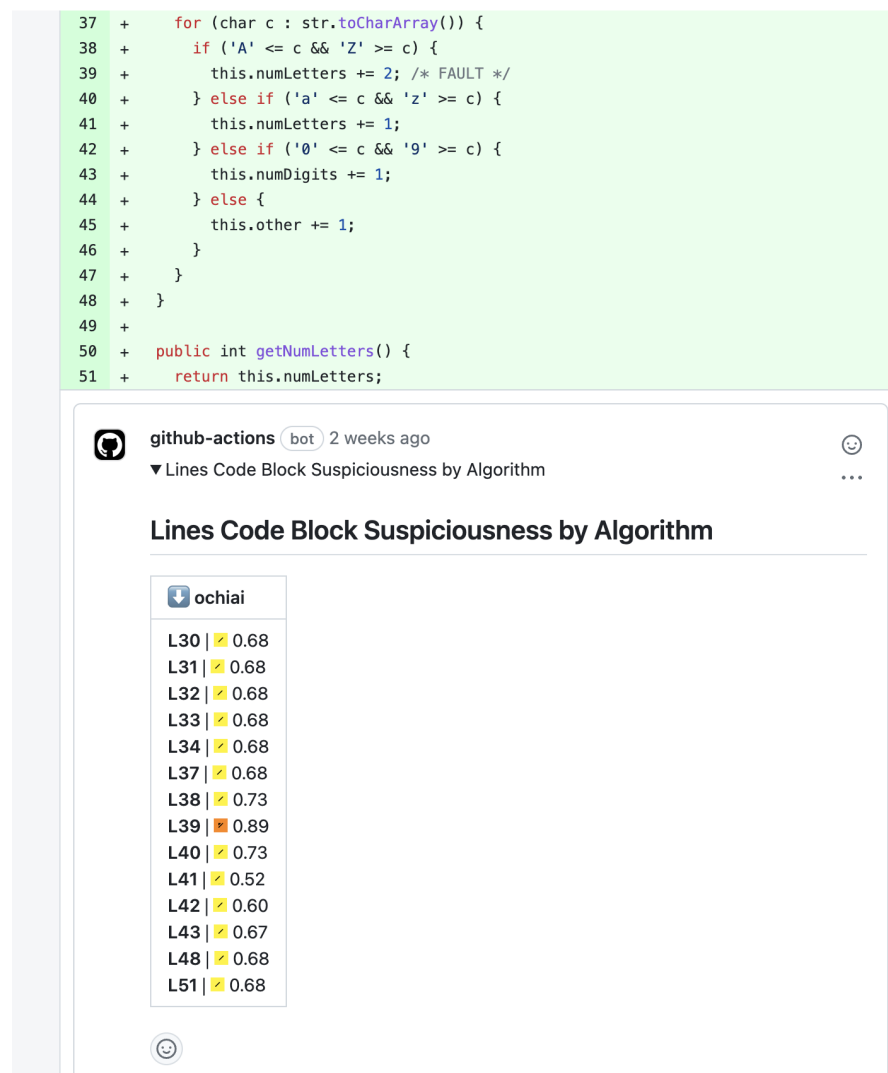 37 + for (char c : str.toCharArray()) {
38 + if ('A' <= c && 'Z' >= c) {
39 + this.numLetters += 2; /* FAULT */
40 + } else if ('a' <= c && 'z' >= c) {
41 + this.numLetters += 1;
42 + } else if ('0' <= c && '9' >= c) {
43 + this.numDigits += 1;
44 + } else {
45 + this.other += 1;
46 + }
47 + }
48 + }
49 +
50 + public int getNumLetters() {
51 + return this.numLetters;
github-actions bot 2 weeks ago
▼ Lines Code Block Suspiciousness by Algorithm
Lines Code Block Suspiciousness by Algorithm
⬇️ ochiai
L30 | 0.68
L31 | 0.68
L32 | 0.68
L33 | 0.68
L34 | 0.68
L37 | 0.68
L38 | 0.73
L39 | 0.89
L40 | 0.73
L41 | 0.52
L42 | 0.60
L43 | 0.67
L48 | 0.68
L51 | 0.68